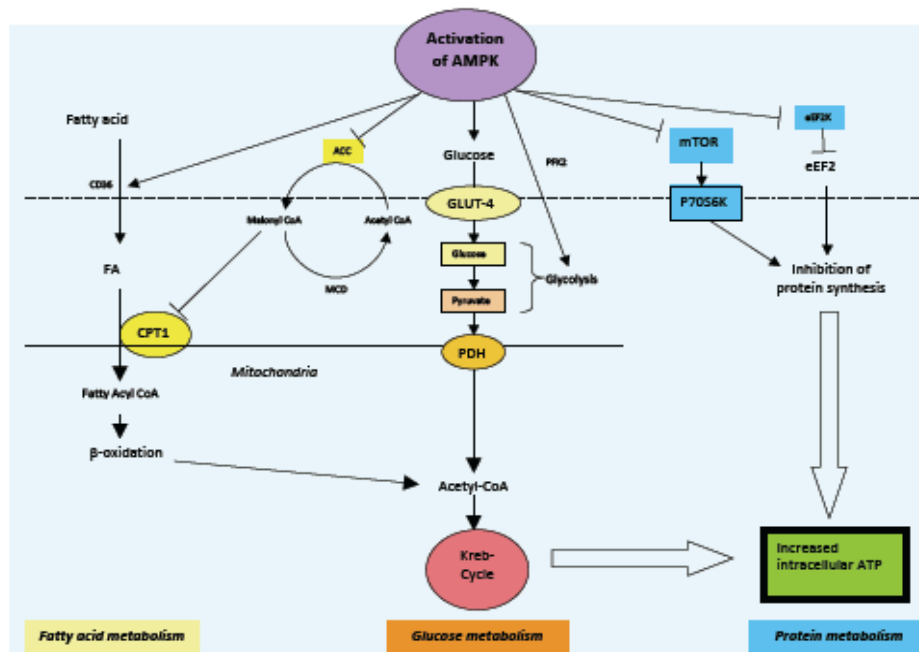 Activation
of AMPK
Fatty acid
ACC
Glucose
PFK2
mTOR
eEF2K
eEF2
CD36
GLUT-4
P70S6K
Malonyl CoA
Acetyl CoA
Glucose
Glycolysis
Inhibition of
protein synthesis
FA
MCD
Pyruvate
CPT1
PDH
Mitochondria
Fatty Acyl CoA
β-oxidation
Acetyl-CoA
Kreb-
Cycle
Increased
intracellular ATP
Fatty acid metabolism
Glucose metabolism
Protein metabolism